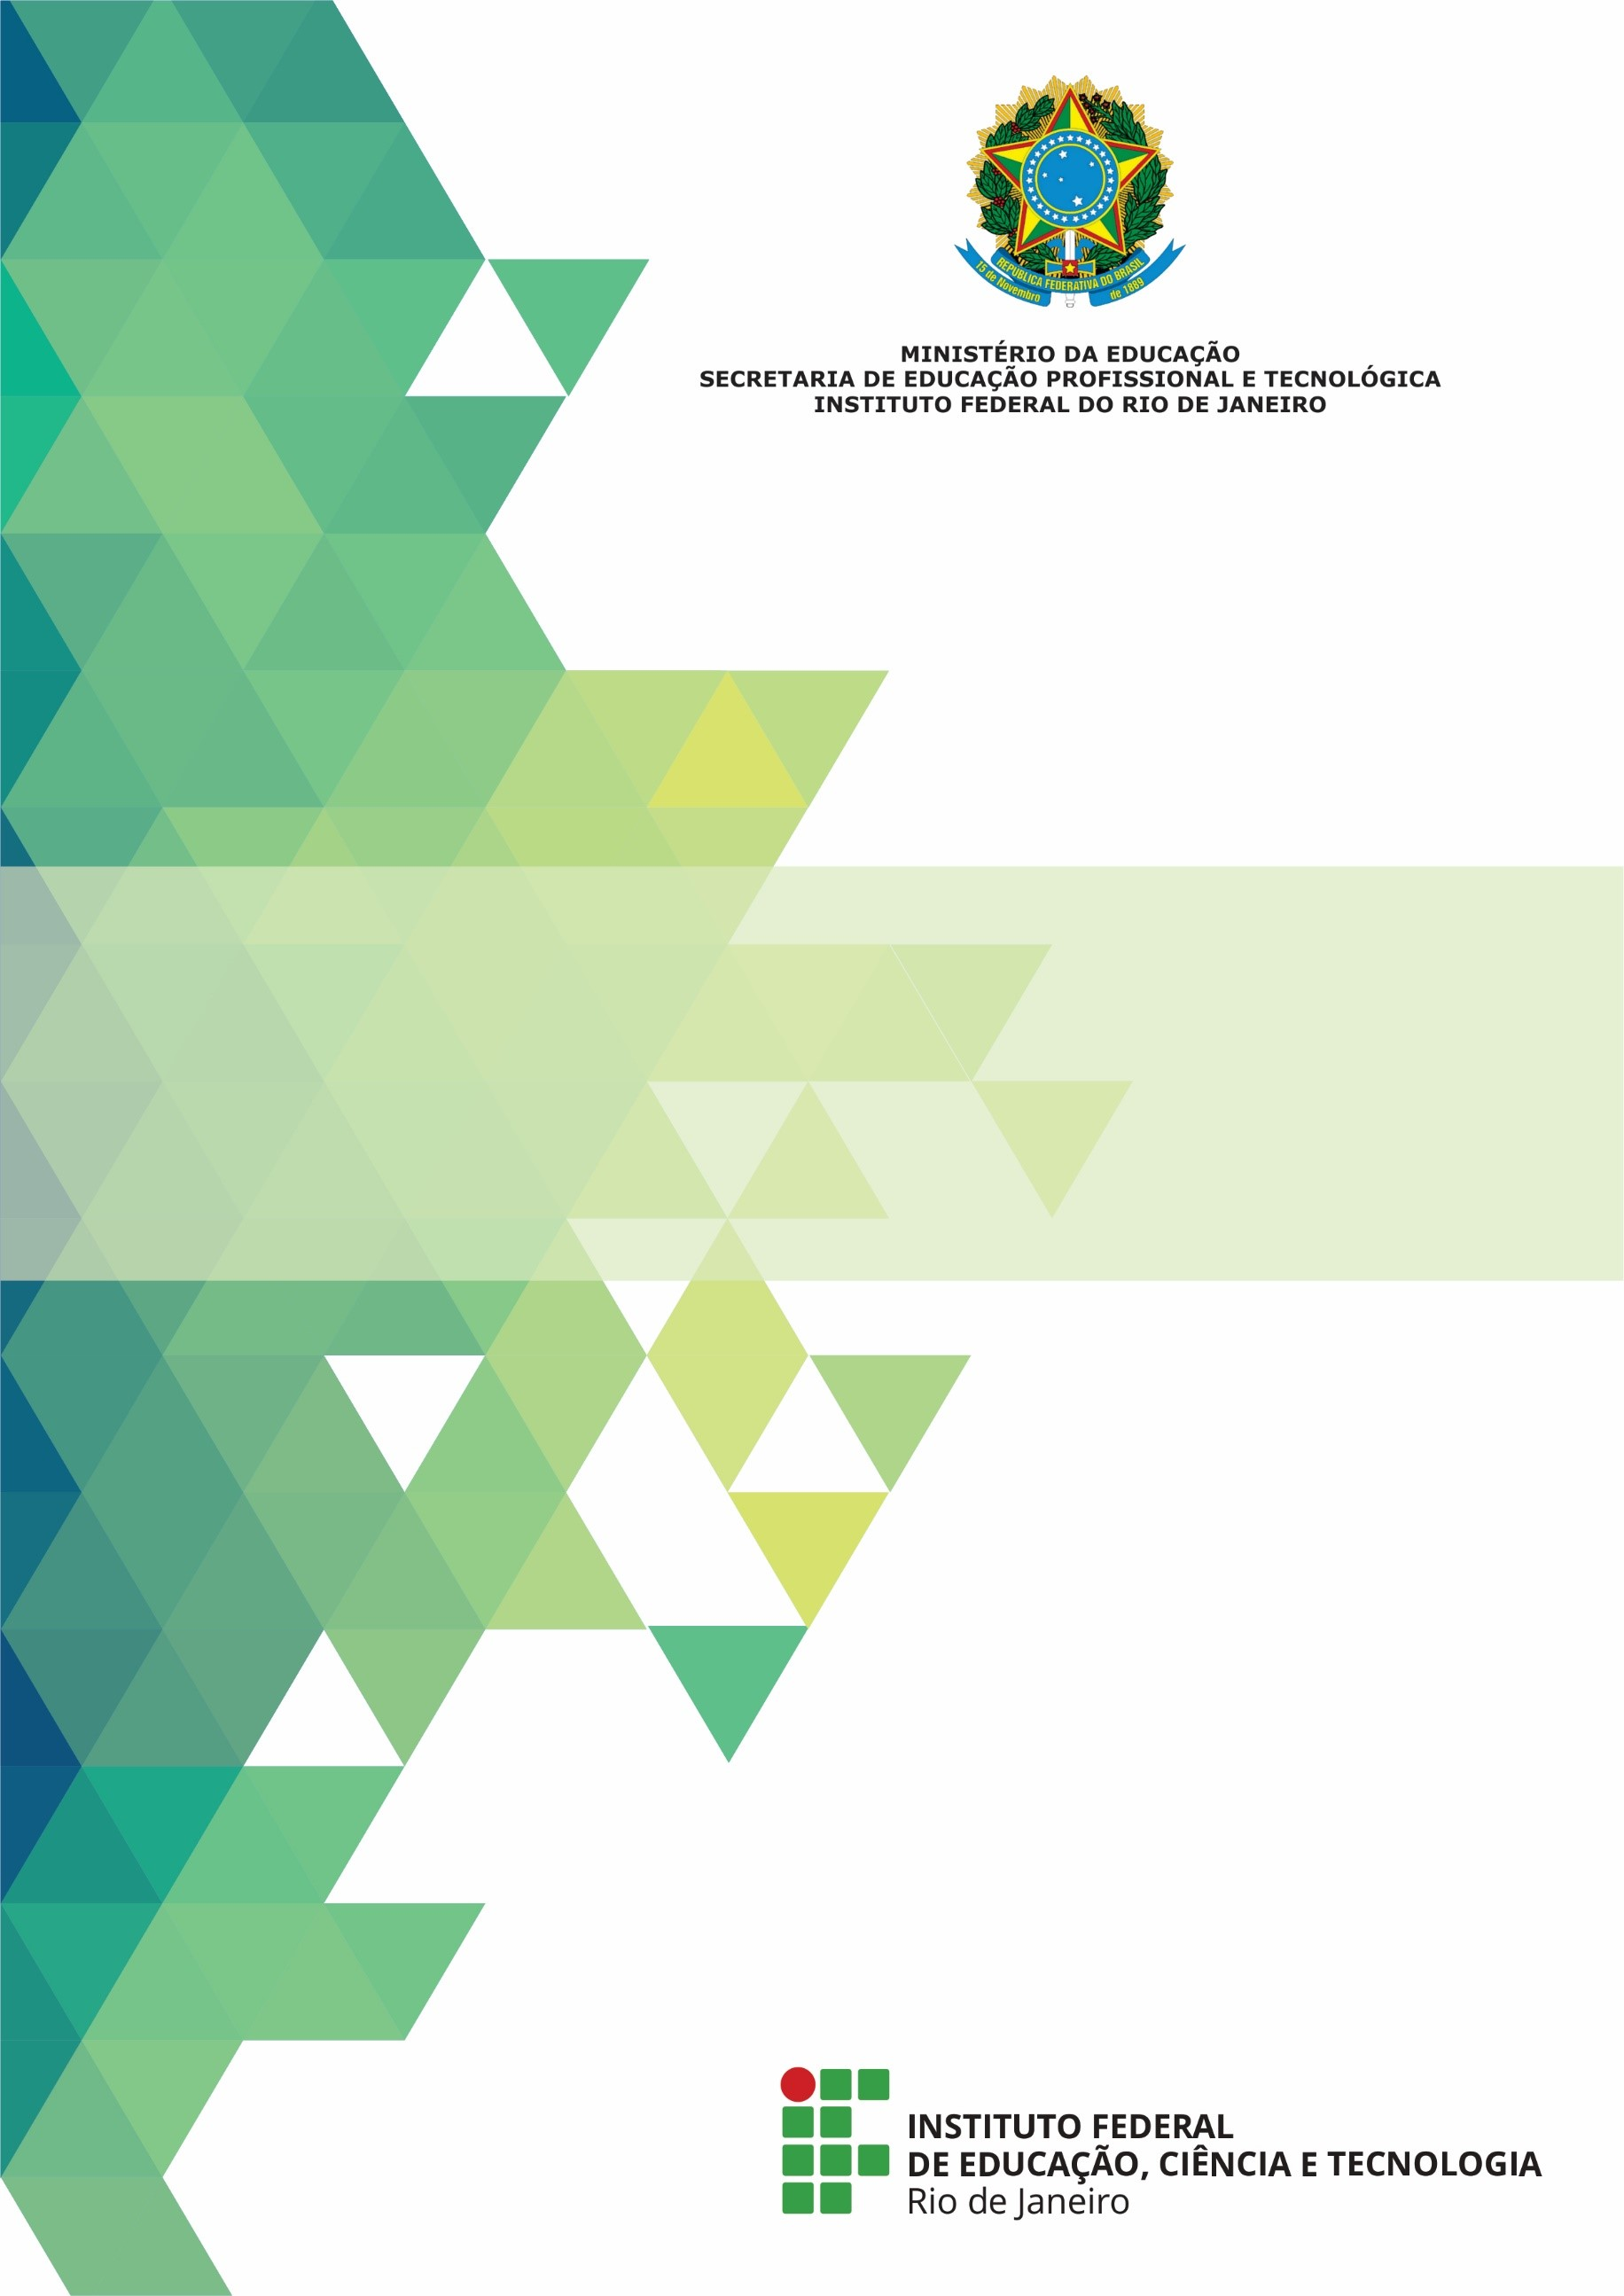 REPUBLICA FEDERATIVA DO BRASIL
15 de Novembro
de 1889
MINISTÉRIO DA EDUCAÇÃO
SECRETARIA DE EDUCAÇÃO PROFISSIONAL E TECNOLÓGICA
INSTITUTO FEDERAL DO RIO DE JANEIRO
INSTITUTO FEDERAL
DE EDUCAÇÃO, CIÊNCIA E TECNOLOGIA
Rio de Janeiro